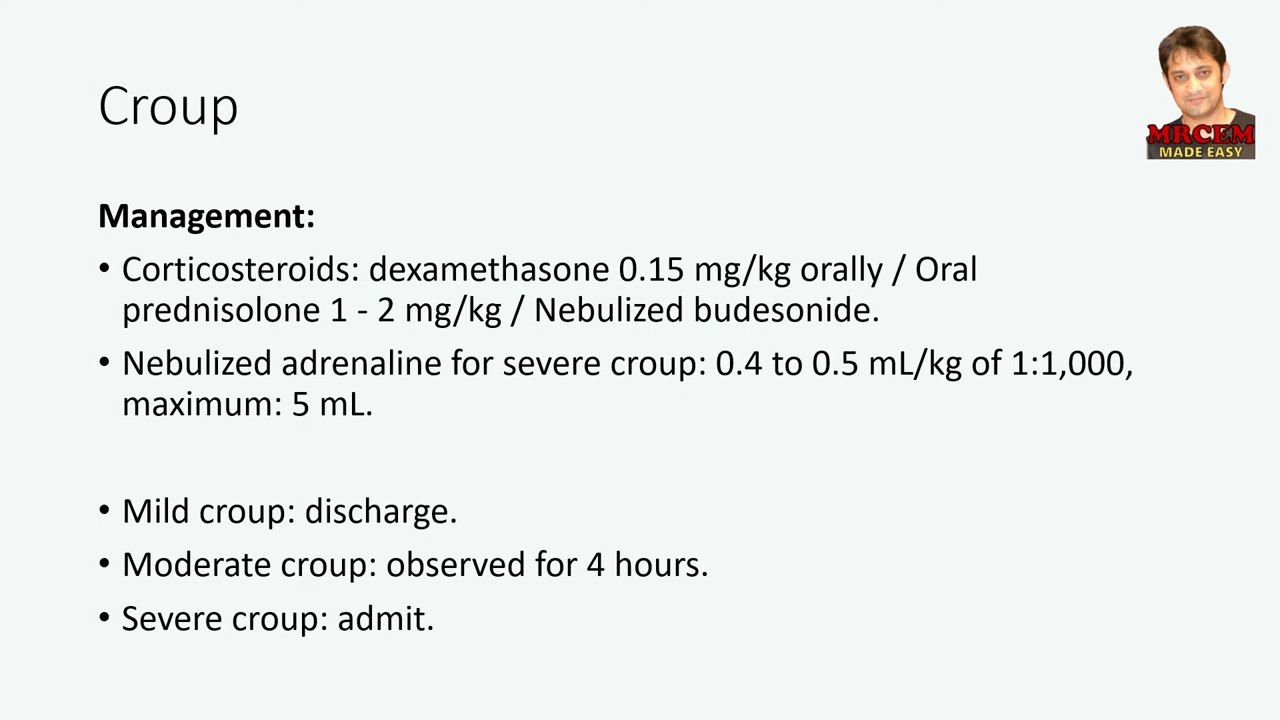 Croup
MRCEM
MADE EASY
Management:
• Corticosteroids: dexamethasone 0.15 mg/kg orally / Oral
prednisolone 1 - 2 mg/kg / Nebulized budesonide.
• Nebulized adrenaline for severe croup: 0.4 to 0.5 mL/kg of 1:1,000,
maximum: 5 mL.
• Mild croup: discharge.
• Moderate croup: observed for 4 hours.
• Severe croup: admit.